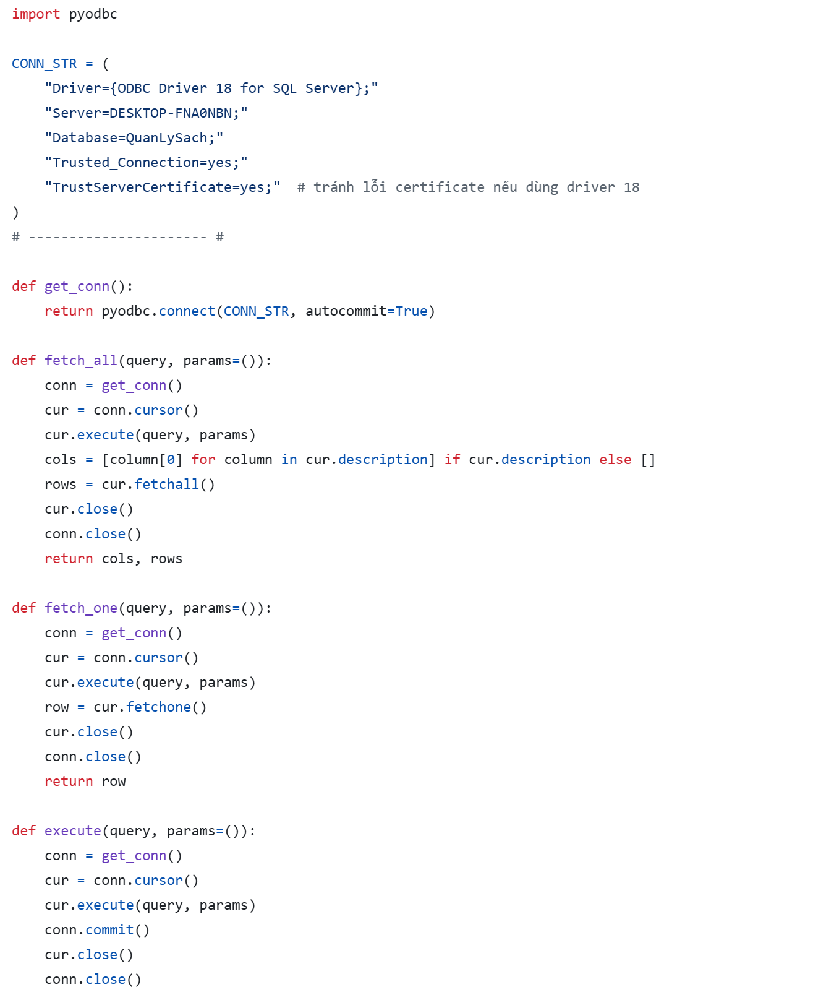 import pyodbc

CONN_STR = (
    "Driver={ODBC Driver 18 for SQL Server};"
    "Server=DESKTOP-FNA0NBN;"
    "Database=QuanLySach;"
    "Trusted_Connection=yes;"
    "TrustServerCertificate=yes;"  # tránh lỗi certificate nếu dùng driver 18
)
# ---------------------- #

def get_conn():
    return pyodbc.connect(CONN_STR, autocommit=True)

def fetch_all(query, params=()):
    conn = get_conn()
    cur = conn.cursor()
    cur.execute(query, params)
    cols = [column[0] for column in cur.description] if cur.description else []
    rows = cur.fetchall()
    cur.close()
    conn.close()
    return cols, rows

def fetch_one(query, params=()):
    conn = get_conn()
    cur = conn.cursor()
    cur.execute(query, params)
    row = cur.fetchone()
    cur.close()
    conn.close()
    return row

def execute(query, params=()):
    conn = get_conn()
    cur = conn.cursor()
    cur.execute(query, params)
    conn.commit()
    cur.close()
    conn.close()